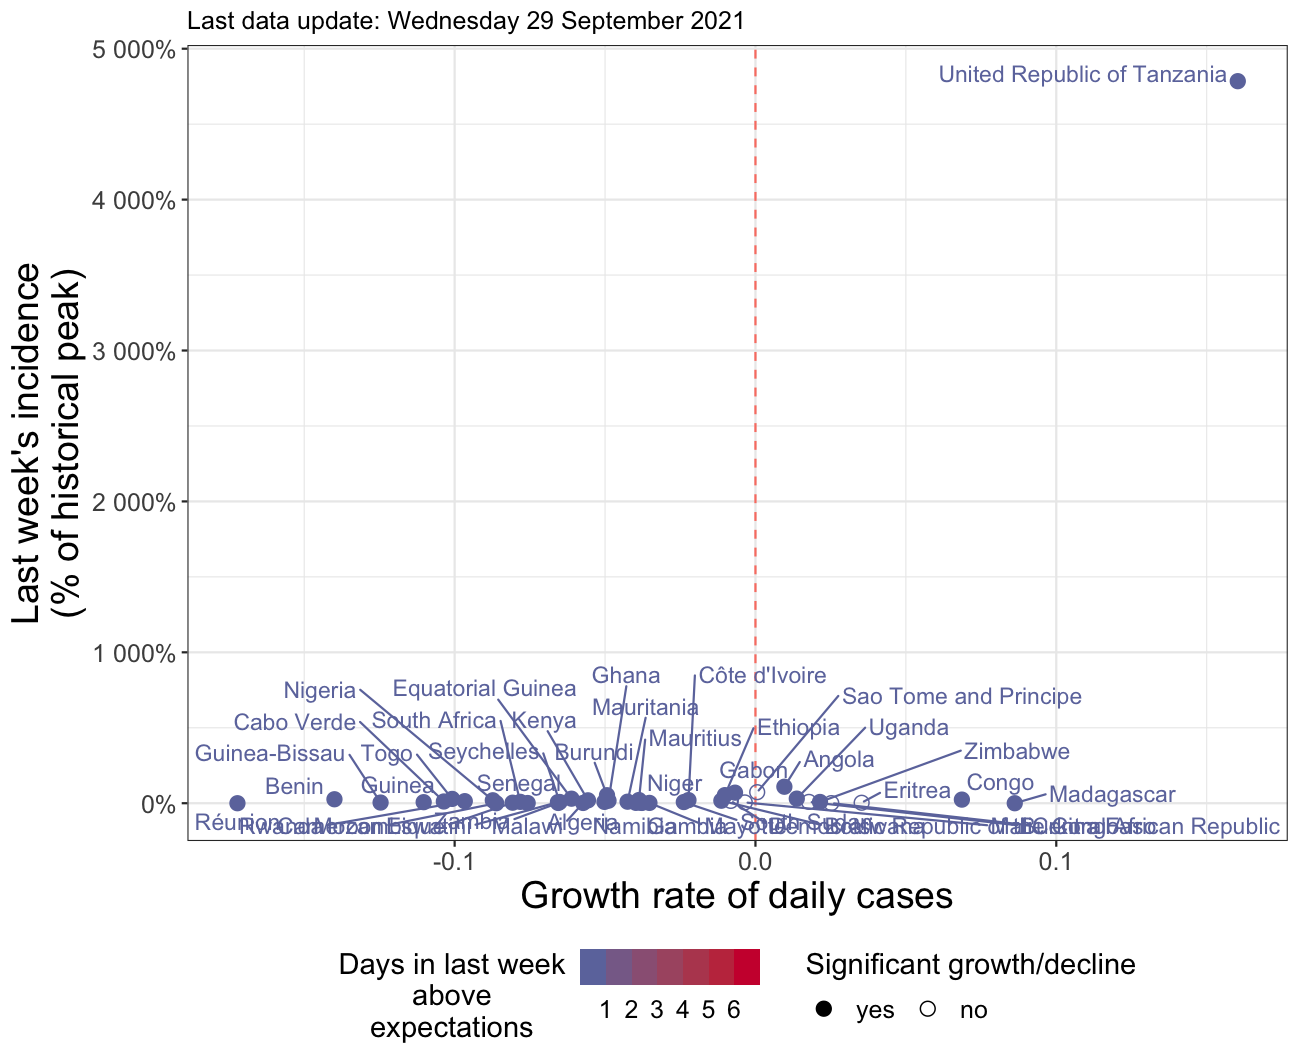 Last data update: Wednesday 29 September 2021
5 000%
4 000%
3 000%
2 000%
1 000%
0%
Last week's incidence
(% of historical peak)
United Republic of Tanzania
Ghana
Côte d'Ivoire
Nigeria
Equatorial Guinea
Sao Tome and Principe
Mauritania
Cabo Verde
South Africa
Kenya
Ethiopia
Uganda
Mauritius
Guinea-Bissau
Togo
Seychelles
Burundi
Zimbabwe
Angola
Gabon
Benin
Guinea
Senegal
Niger
Congo
Eritrea
Madagascar
Réunion
Zambia
Malawi
Algeria
Namibia
Gambia
African Republic
-0.1
0.0
0.1
Growth rate of daily cases
Days in last week
above
expectations
1 2 3 4 5 6
Significant growth/decline
yes
no